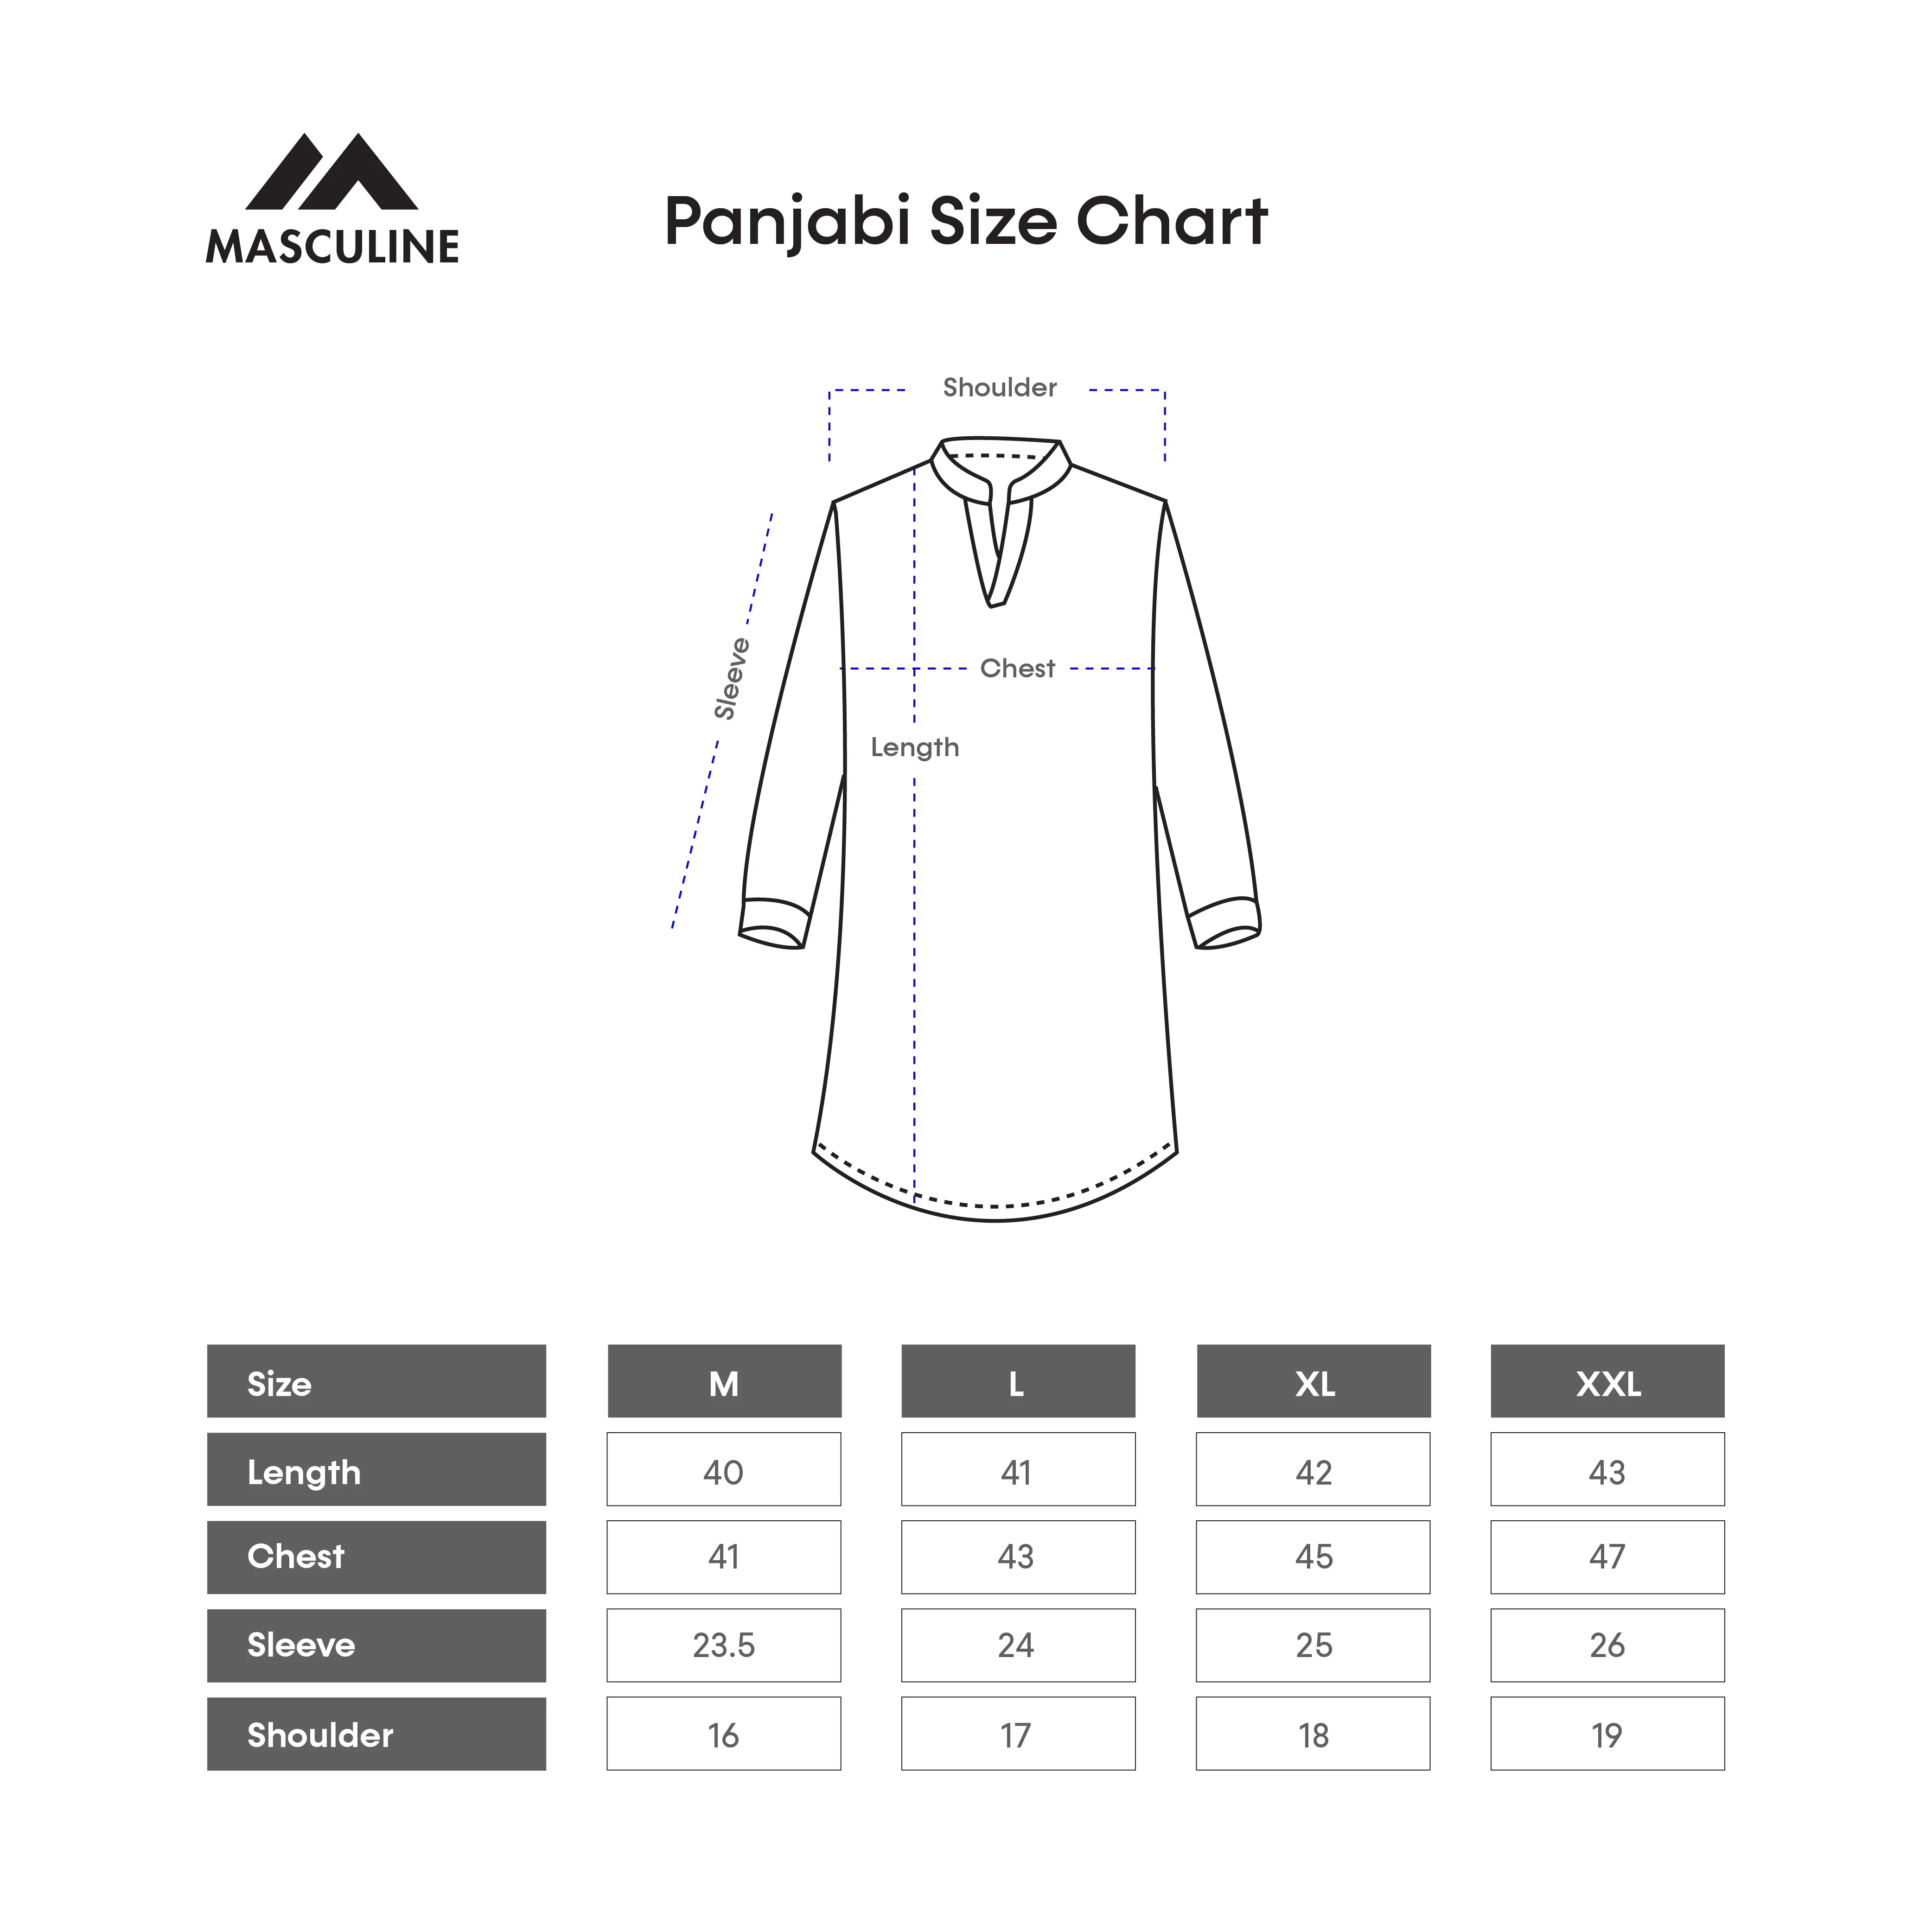 MASCULINE
Panjabi Size Chart
Shoulder
Sleeve
Chest
Length
Size M L XL XXL
Length 40 41 42 43
Chest 41 43 45 47
Sleeve 23.5 24 25 26
Shoulder 16 17 18 19